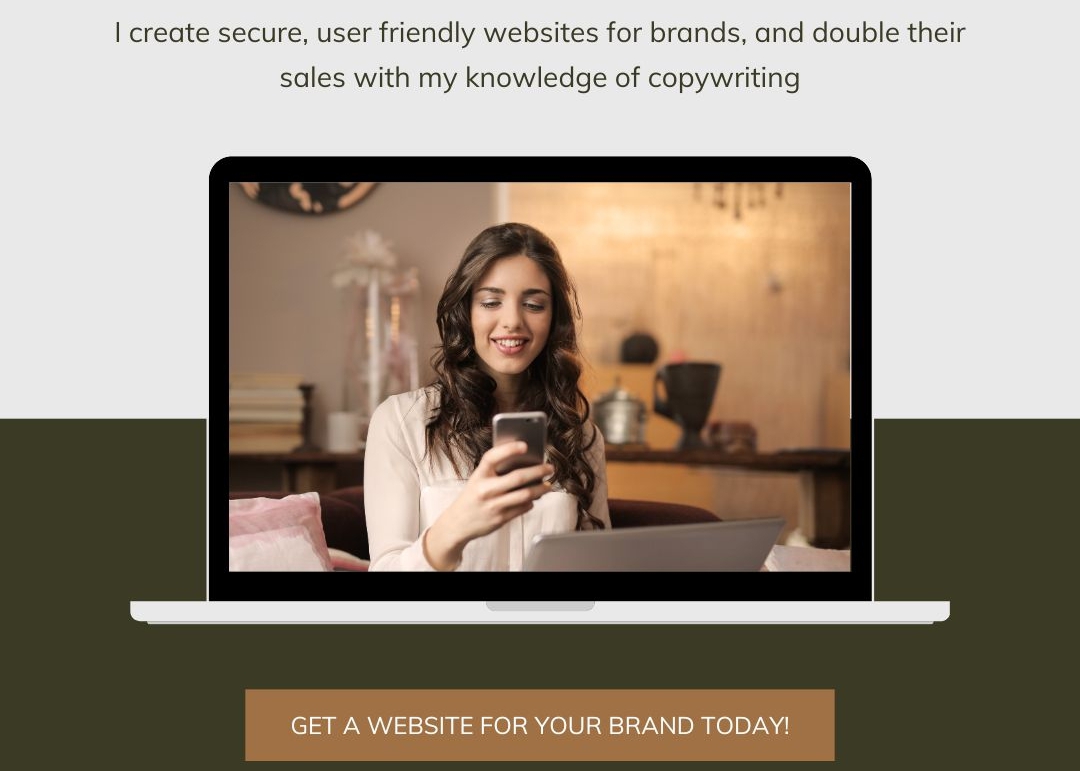 I create secure, user friendly websites for brands, and double their
sales with my knowledge of copywriting
GET A WEBSITE FOR YOUR BRAND TODAY!